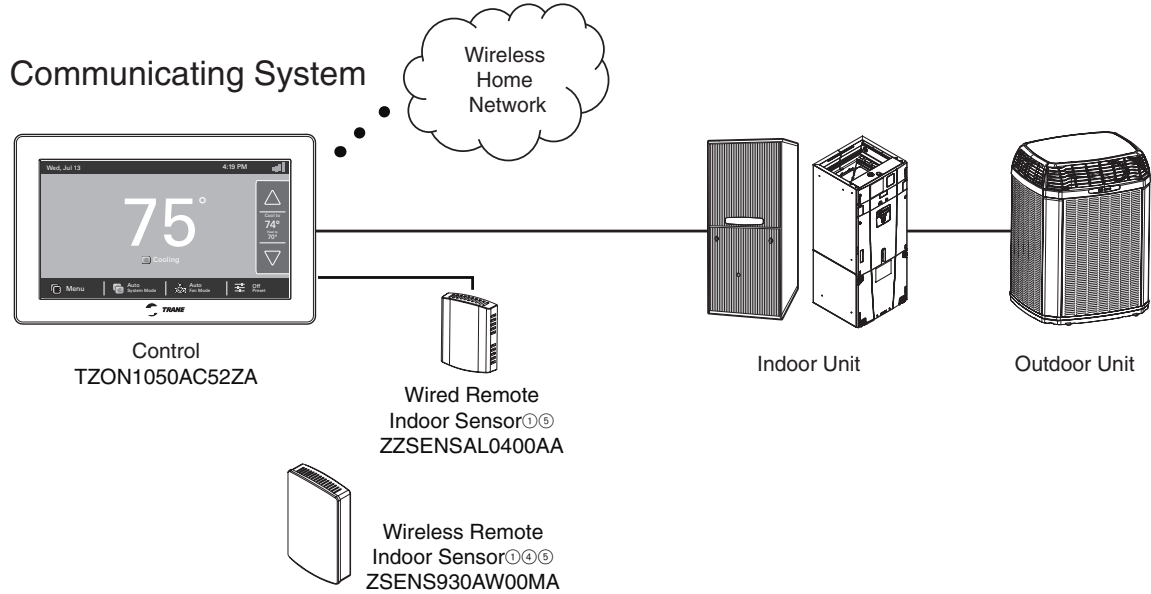 Communicating System
Wireless
Home
Network
Wed, Jul 13
4:19 PM
75°
Cooling
Cool to
74°
Heat to
70°
Menu
Auto
System Mode
Auto
Fan Mode
Off
Preset
TRANE
Control
TZON1050AC52ZA
Wired Remote
Indoor Sensor①⑤
ZZSENSAL0400AA
Wireless Remote
Indoor Sensor①④⑤
ZSENS930AW00MA
Indoor Unit
Outdoor Unit